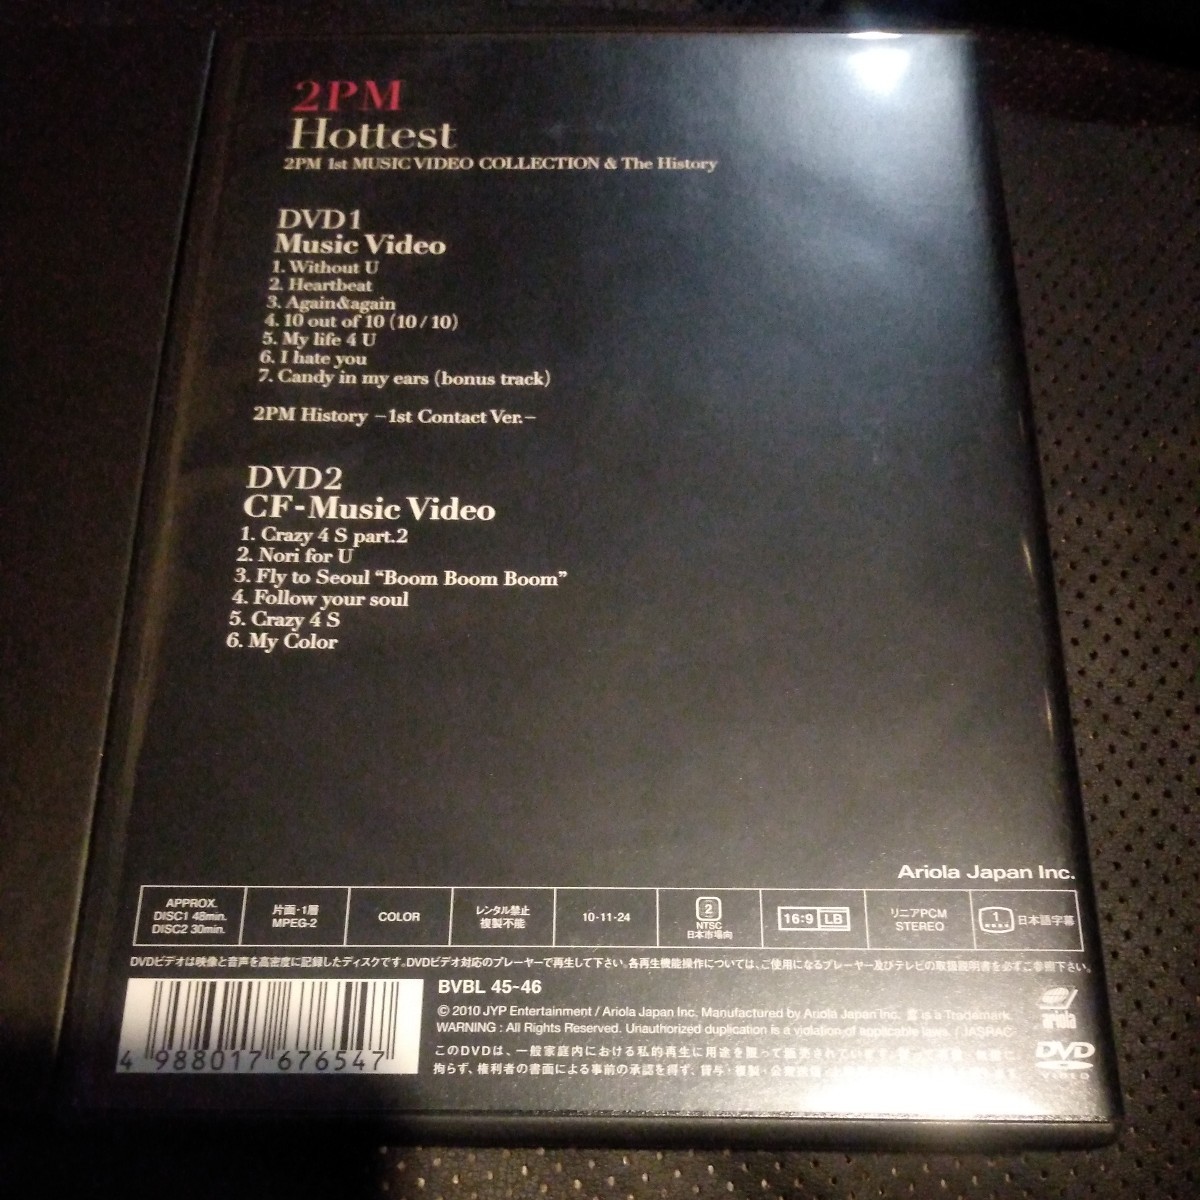 2PM
Hottest
2PM 1st MUSIC VIDEO COLLECTION & The History
DVD1
Music Video
1. Without U
2. Heartbeat
3. Again&again
4. 10 out of 10 (10 / 10)
5. My life 4 U
6. I hate you
7. Candy in my ears (bonus track)
2PM History −1st Contact Ver.−
DVD2
CF-Music Video
1. Crazy 4 S part.2
2. Nori for U
3. Fly to Seoul “Boom Boom Boom”
4. Follow your soul
5. Crazy 4 S
6. My Color
Ariola Japan Inc.
APPROX.
DISC1 48min.
DISC2 30min.
片面・1層
MPEG-2
COLOR
レンタル禁止
複製不能
10-11-24
2
NTSC
日本市場向
16:9 LB
リニアPCM
STEREO
1
日本語字幕
DVDビデオは映像と音声を高密度に記録したディスクです。DVDビデオ対応のプレーヤーで再生して下さい。各再生機能操作については、ご使用になるプレーヤー及びテレビの取扱説明書を必ずご参照下さい。
BVBL 45-46
© 2010 JYP Entertainment / Ariola Japan Inc. Manufactured by Ariola Japan Inc. is a Trademark.
WARNING : All Rights Reserved. Unauthorized duplication is a violation of applicable laws. / JASRAC
このDVDは、一般家庭内における私的再生に用途を限って販売されています。
拘らず、権利者の書面による事前の承認を得ず、貸与・複製・公衆送信
4 988017 676547
ariola
DVD
VIDEO